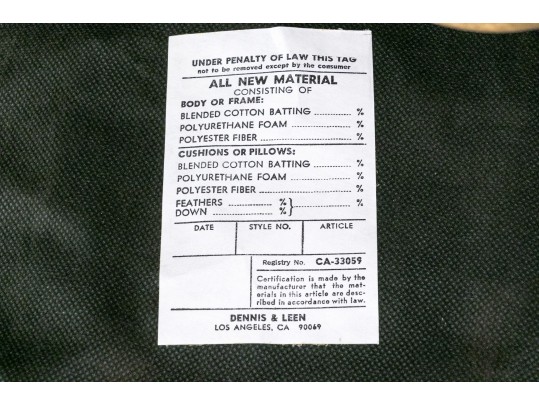 UNDER PENALTY OF LAW THIS TAG
not to be removed except by the consumer
ALL NEW MATERIAL
CONSISTING OF
BODY OR FRAME:
BLENDED COTTON BATTING ............ %
POLYURETHANE FOAM ............ %
POLYESTER FIBER ............ %
CUSHIONS OR PILLOWS:
BLENDED COTTON BATTING ............ %
POLYURETHANE FOAM ............ %
POLYESTER FIBER ............ %
FEATHERS ............ % } ............ %
DOWN ............ %
DATE STYLE NO. ARTICLE
Registry No. CA-33059
Certification is made by the
manufacturer that the mat-
erials in this article are desc-
ribed in accordance with law.
DENNIS & LEEN
LOS ANGELES, CA 90069